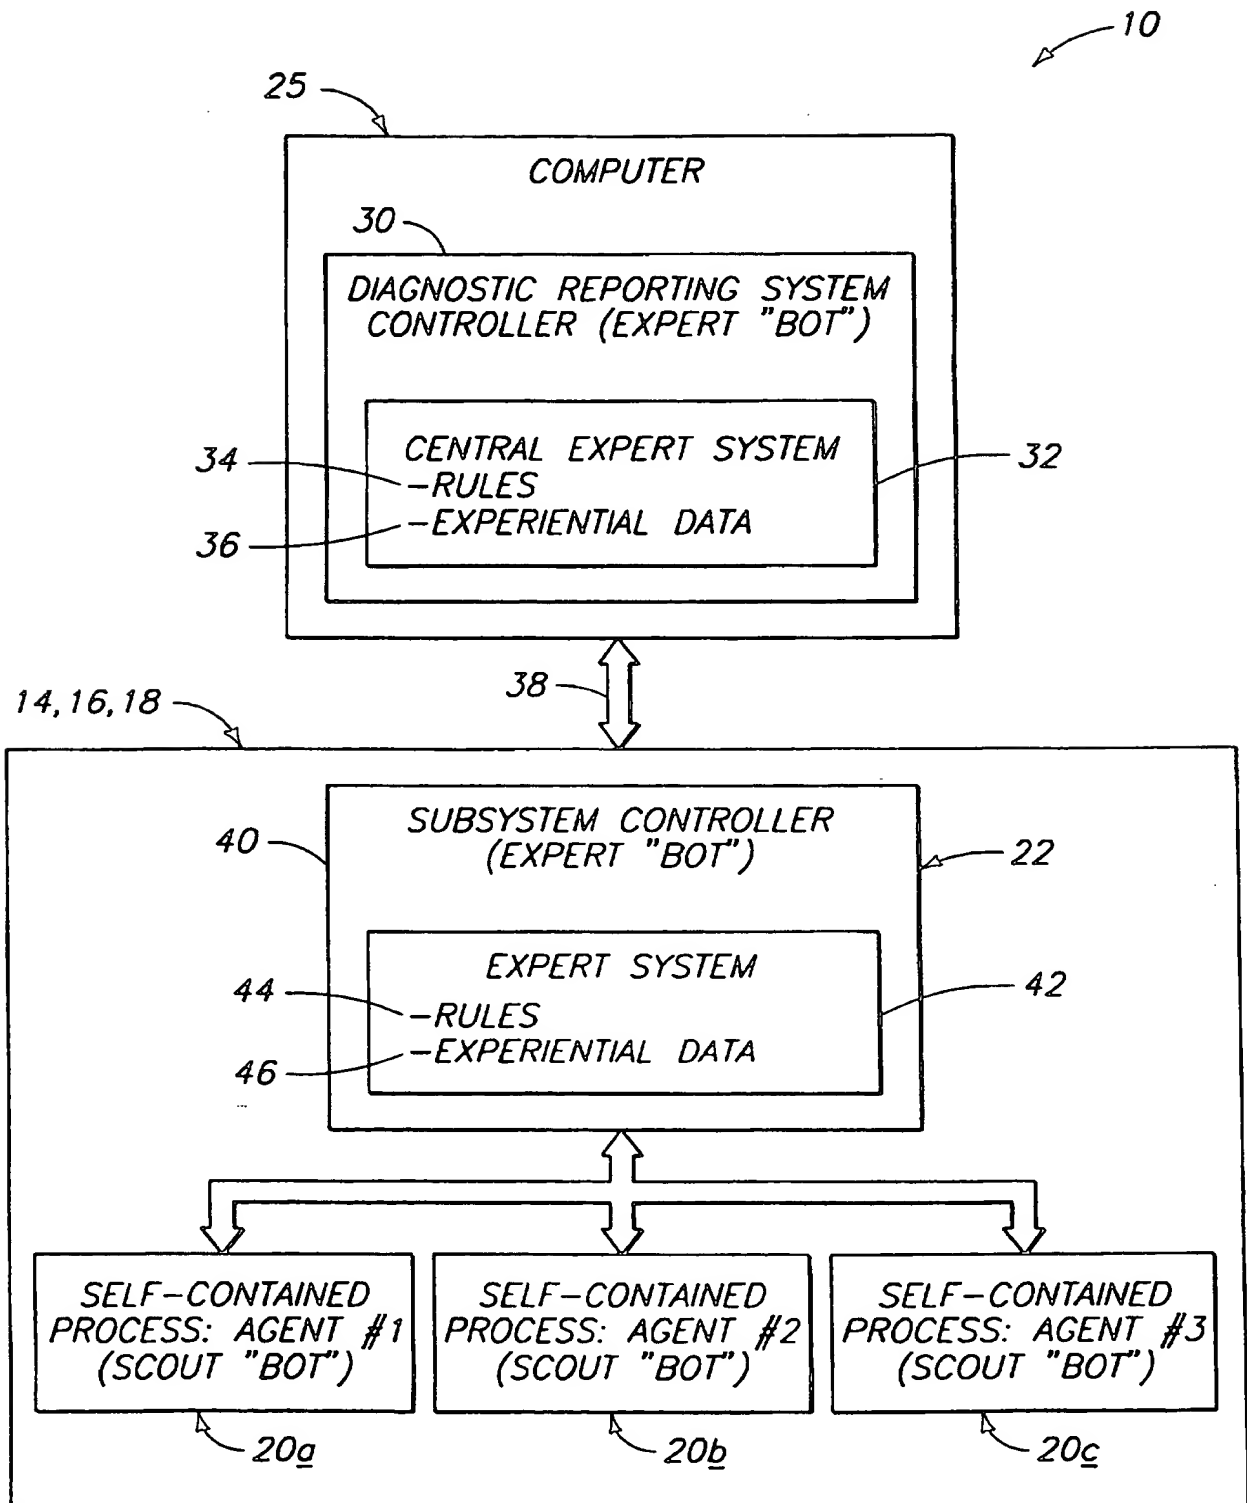 10
25
COMPUTER
30
DIAGNOSTIC REPORTING SYSTEM
CONTROLLER (EXPERT "BOT")
CENTRAL EXPERT SYSTEM
34
-RULES
32
36
-EXPERIENTIAL DATA
38
14, 16, 18
SUBSYSTEM CONTROLLER
(EXPERT "BOT")
40
22
EXPERT SYSTEM
44
-RULES
42
46
-EXPERIENTIAL DATA
SELF-CONTAINED
PROCESS: AGENT #1
(SCOUT "BOT")
SELF-CONTAINED
PROCESS: AGENT #2
(SCOUT "BOT")
SELF-CONTAINED
PROCESS: AGENT #3
(SCOUT "BOT")
20a
20b
20c